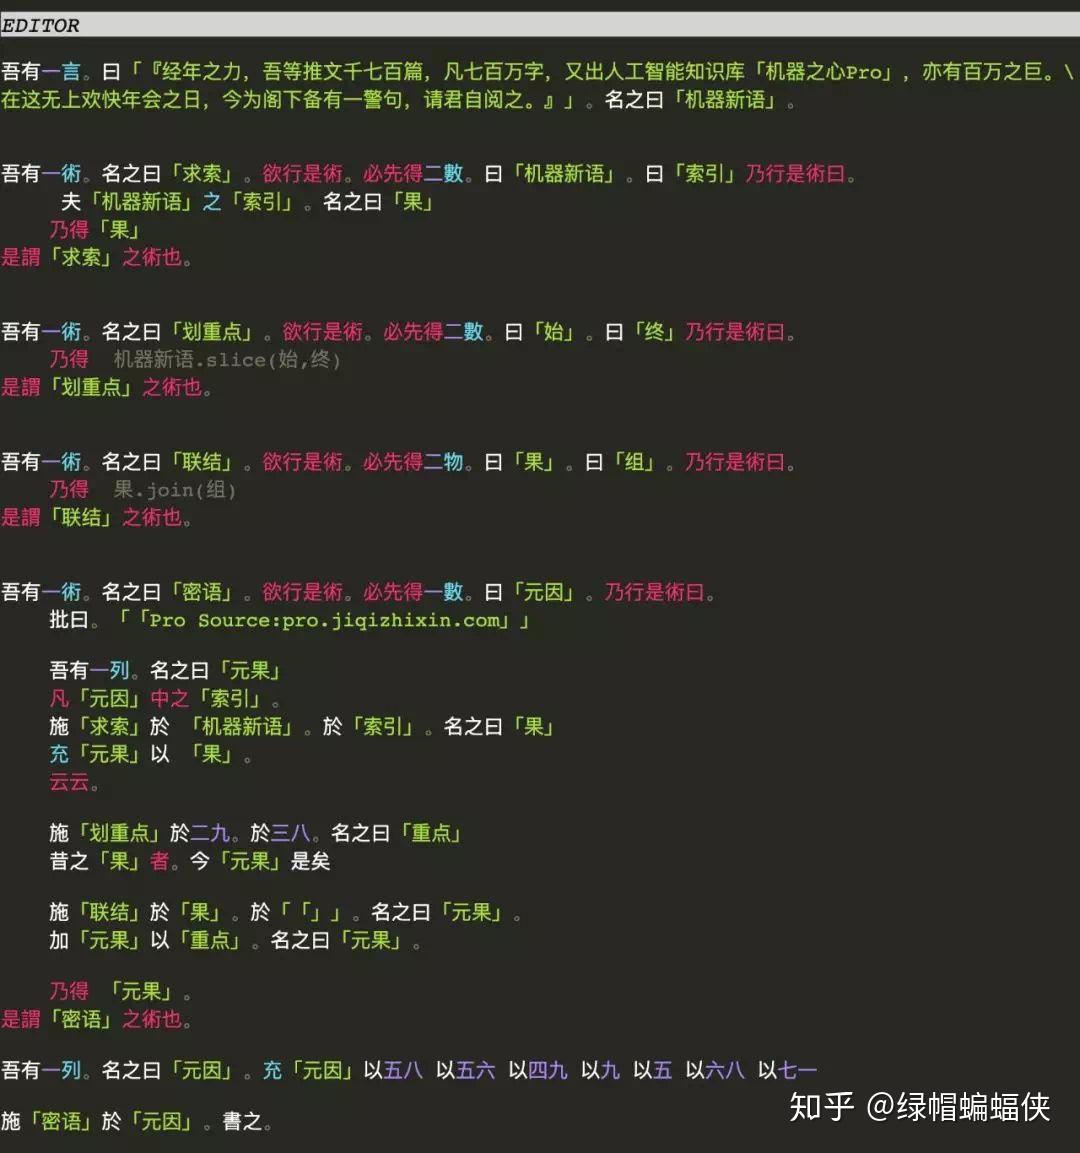 EDITOR
吾有一言。曰「『经年之力，吾等推文千七百篇，凡七百万字，又出人工智能知识库「机器之心Pro」，亦有百万之巨。\
在这无上欢快年会之日，今为阁下备有一警句，请君自阅之。』」。名之曰「机器新语」。
吾有一術。名之曰「求索」。欲行是術。必先得二數。曰「机器新语」。曰「索引」乃行是術曰。
夫「机器新语」之「索引」。名之曰「果」
乃得「果」
是謂「求索」之術也。
吾有一術。名之曰「划重点」。欲行是術。必先得二數。曰「始」。曰「终」乃行是術曰。
乃得 机器新语.slice(始,终)
是謂「划重点」之術也。
吾有一術。名之曰「联结」。欲行是術。必先得二物。曰「果」。曰「组」。乃行是術曰。
乃得 果.join(组)
是謂「联结」之術也。
吾有一術。名之曰「密语」。欲行是術。必先得一數。曰「元因」。乃行是術曰。
批曰。「「Pro Source:pro.jiqizhixin.com」」
吾有一列。名之曰「元果」
凡「元因」中之「索引」。
施「求索」於 「机器新语」。於「索引」。名之曰「果」
充「元果」以 「果」。
云云。
施「划重点」於二九。於三八。名之曰「重点」
昔之「果」者。今「元果」是矣
施「联结」於「果」。於「「」」。名之曰「元果」。
加「元果」以「重点」。名之曰「元果」。
乃得 「元果」。
是謂「密语」之術也。
吾有一列。名之曰「元因」。充「元因」以五八 以五六 以四九 以九 以五 以六八 以七一
施「密语」於「元因」。書之。
知乎 @绿帽蝙蝠侠